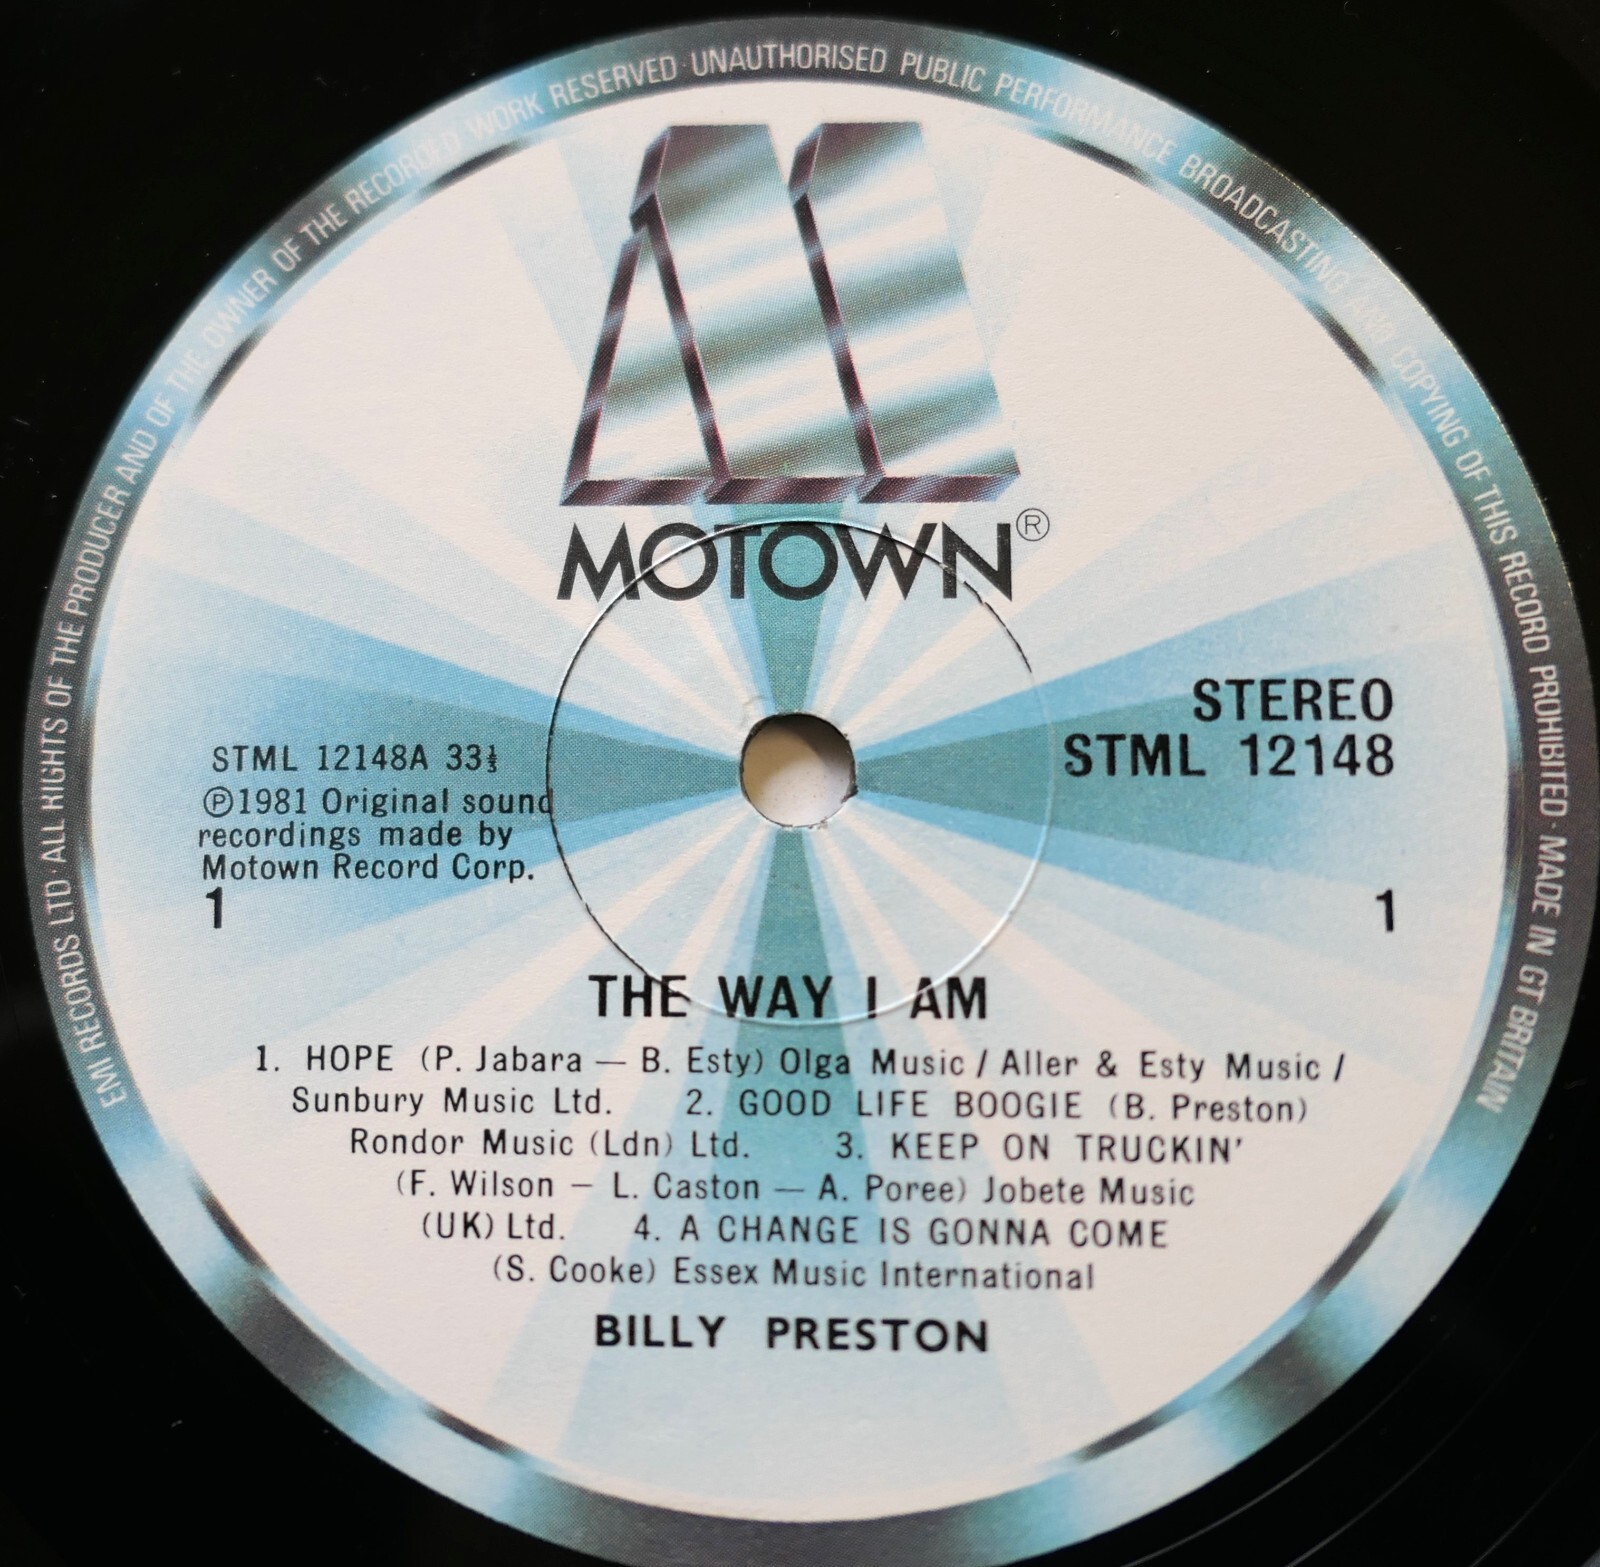 EMI RECORDS LTD · ALL RIGHTS OF THE PRODUCER AND OF THE OWNER OF THE RECORDED WORK RESERVED · UNAUTHORISED PUBLIC PERFORMANCE BROADCASTING AND COPYING OF THIS RECORD PROHIBITED · MADE IN GT BRITAIN
MOTOWN®
STEREO
STML 12148
STML 12148A 33⅓
℗1981 Original sound
recordings made by
Motown Record Corp.
1
1
THE WAY I AM
1. HOPE (P. Jabara — B. Esty) Olga Music / Aller & Esty Music /
Sunbury Music Ltd. 2. GOOD LIFE BOOGIE (B. Preston)
Rondor Music (Ldn) Ltd. 3. KEEP ON TRUCKIN'
(F. Wilson — L. Caston — A. Poree) Jobete Music
(UK) Ltd. 4. A CHANGE IS GONNA COME
(S. Cooke) Essex Music International
BILLY PRESTON